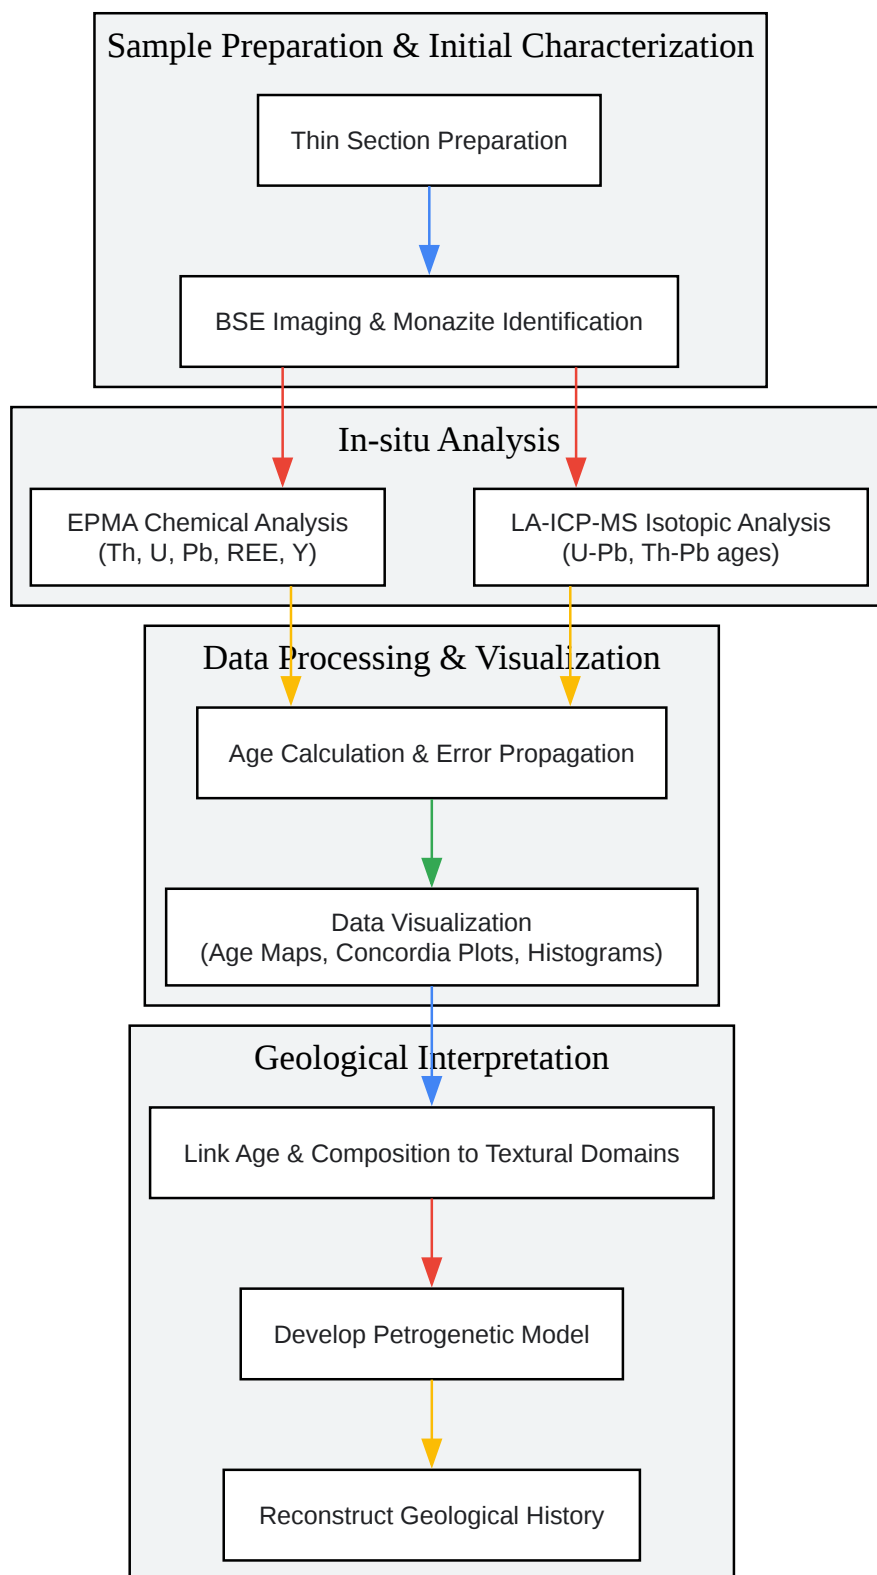 Sample Preparation & Initial Characterization
Thin Section Preparation
BSE Imaging & Monazite Identification
In-situ Analysis
EPMA Chemical Analysis
(Th, U, Pb, REE, Y)
LA-ICP-MS Isotopic Analysis
(U-Pb, Th-Pb ages)
Data Processing & Visualization
Age Calculation & Error Propagation
Data Visualization
(Age Maps, Concordia Plots, Histograms)
Geological Interpretation
Link Age & Composition to Textural Domains
Develop Petrogenetic Model
Reconstruct Geological History